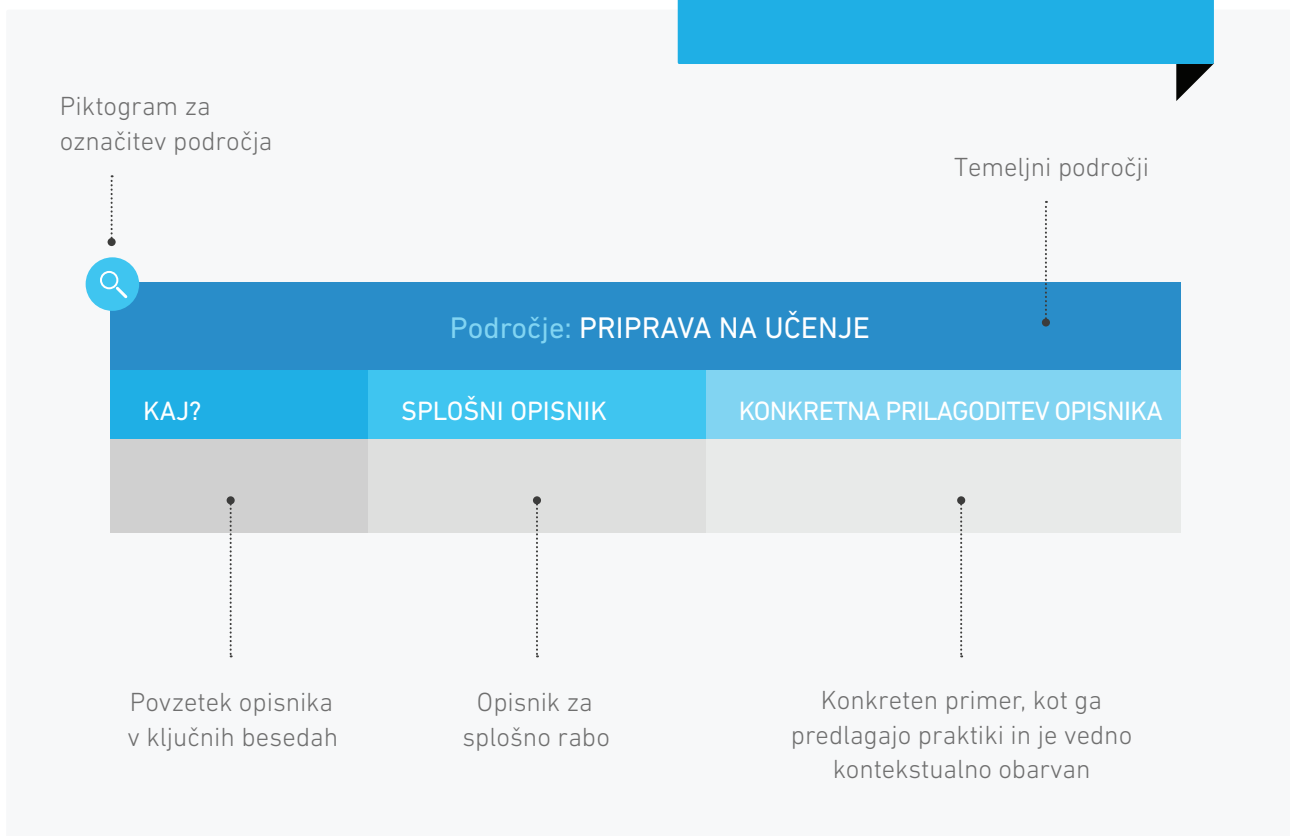 Piktogram za
označitev področja
Temeljni področji
Področje: PRIPRAVA NA UČENJE
KAJ?
SPLOŠNI OPISNIK
KONKRETNA PRILAGODITEV OPISNIKA
Povzetek opisnika
v ključnih besedah
Opisnik za
splošno rabo
Konkreten primer, kot ga
predlagajo praktiki in je vedno
kontekstualno obarvan